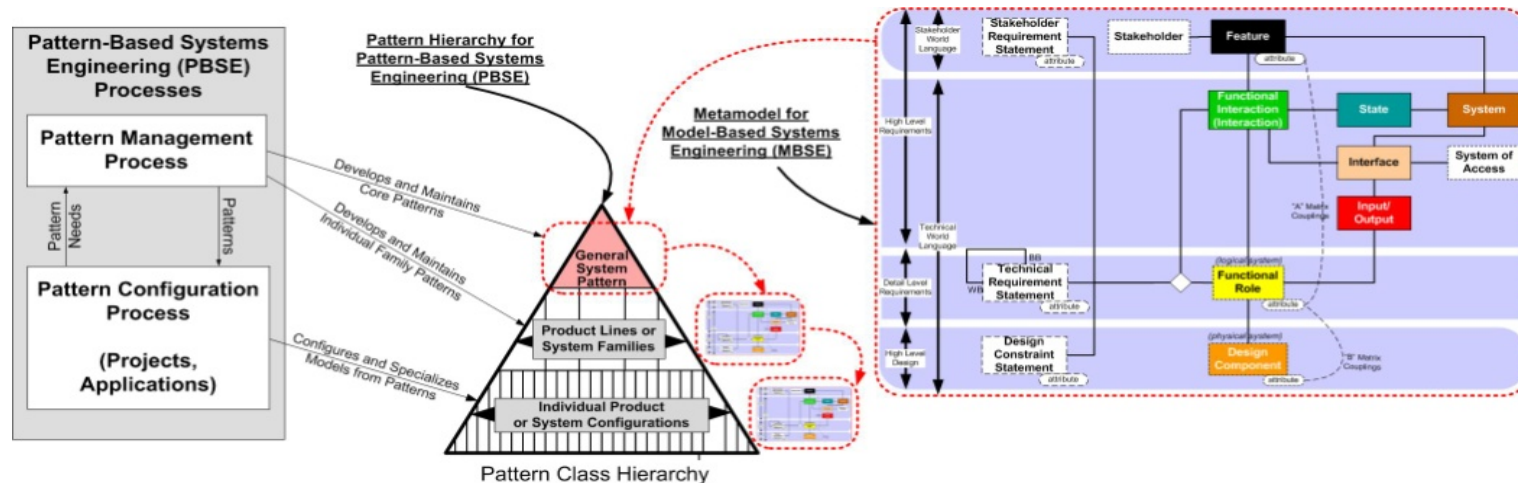 Pattern-Based Systems
Engineering (PBSE)
Processes
Pattern Management
Process
Pattern
Needs
Patterns
Pattern Configuration
Process
(Projects,
Applications)
Pattern Hierarchy for
Pattern-Based Systems
Engineering (PBSE)
Develops and Maintains
Core Patterns
Develops and Maintains
Individual Family Patterns
Configures and Specializes
Models from Patterns
General
System
Pattern
Product Lines or
System Families
Individual Product
or System Configurations
Pattern Class Hierarchy
Metamodel for
Model-Based Systems
Engineering (MBSE)
Stakeholder
World
Language
High Level
Requirements
Technical
World
Language
Detail Level
Requirements
High Level
Design
Stakeholder
Requirement
Statement
attribute
Stakeholder
Feature
attribute
Functional
Interaction
(Interaction)
State
System
Interface
System of
Access
"A" Matrix
Couplings
Input/
Output
BB
WB
Technical
Requirement
Statement
attribute
(logical system)
Functional
Role
attribute
Design
Constraint
Statement
attribute
(physical system)
Design
Component
attribute
"B" Matrix
Couplings